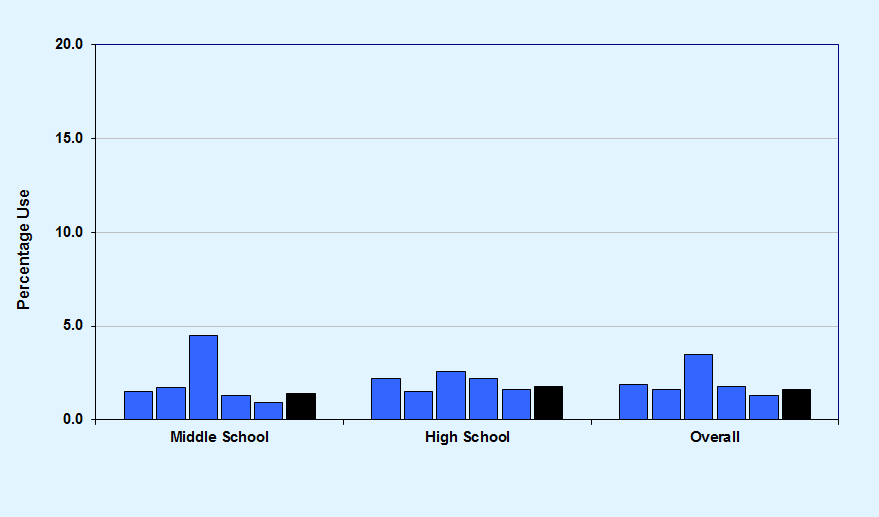 20.0
15.0
10.0
5.0
0.0
Percentage Use
Middle School
High School
Overall